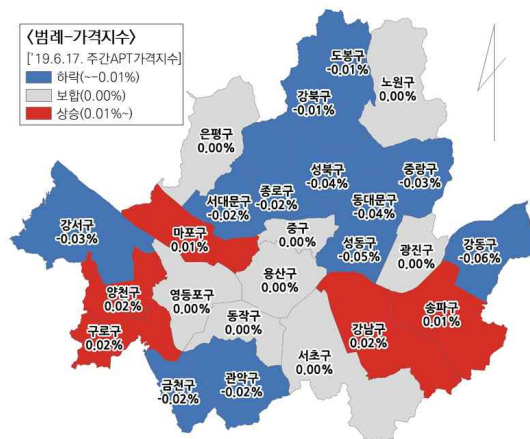 <범례-가격지수>
['19.6.17. 주간APT가격지수]
하락(~-0.01%)
보합(0.00%)
상승(0.01%~)
도봉구
-0.01%
노원구
0.00%
강북구
-0.01%
은평구
0.00%
성북구
-0.04%
중랑구
-0.03%
서대문구
-0.02%
종로구
-0.02%
동대문구
-0.04%
강서구
-0.03%
마포구
0.01%
중구
0.00%
성동구
-0.05%
광진구
0.00%
강동구
-0.06%
용산구
0.00%
양천구
0.02%
영등포구
0.00%
송파구
0.01%
동작구
0.00%
강남구
0.02%
구로구
0.02%
서초구
0.00%
금천구
-0.02%
관악구
-0.02%